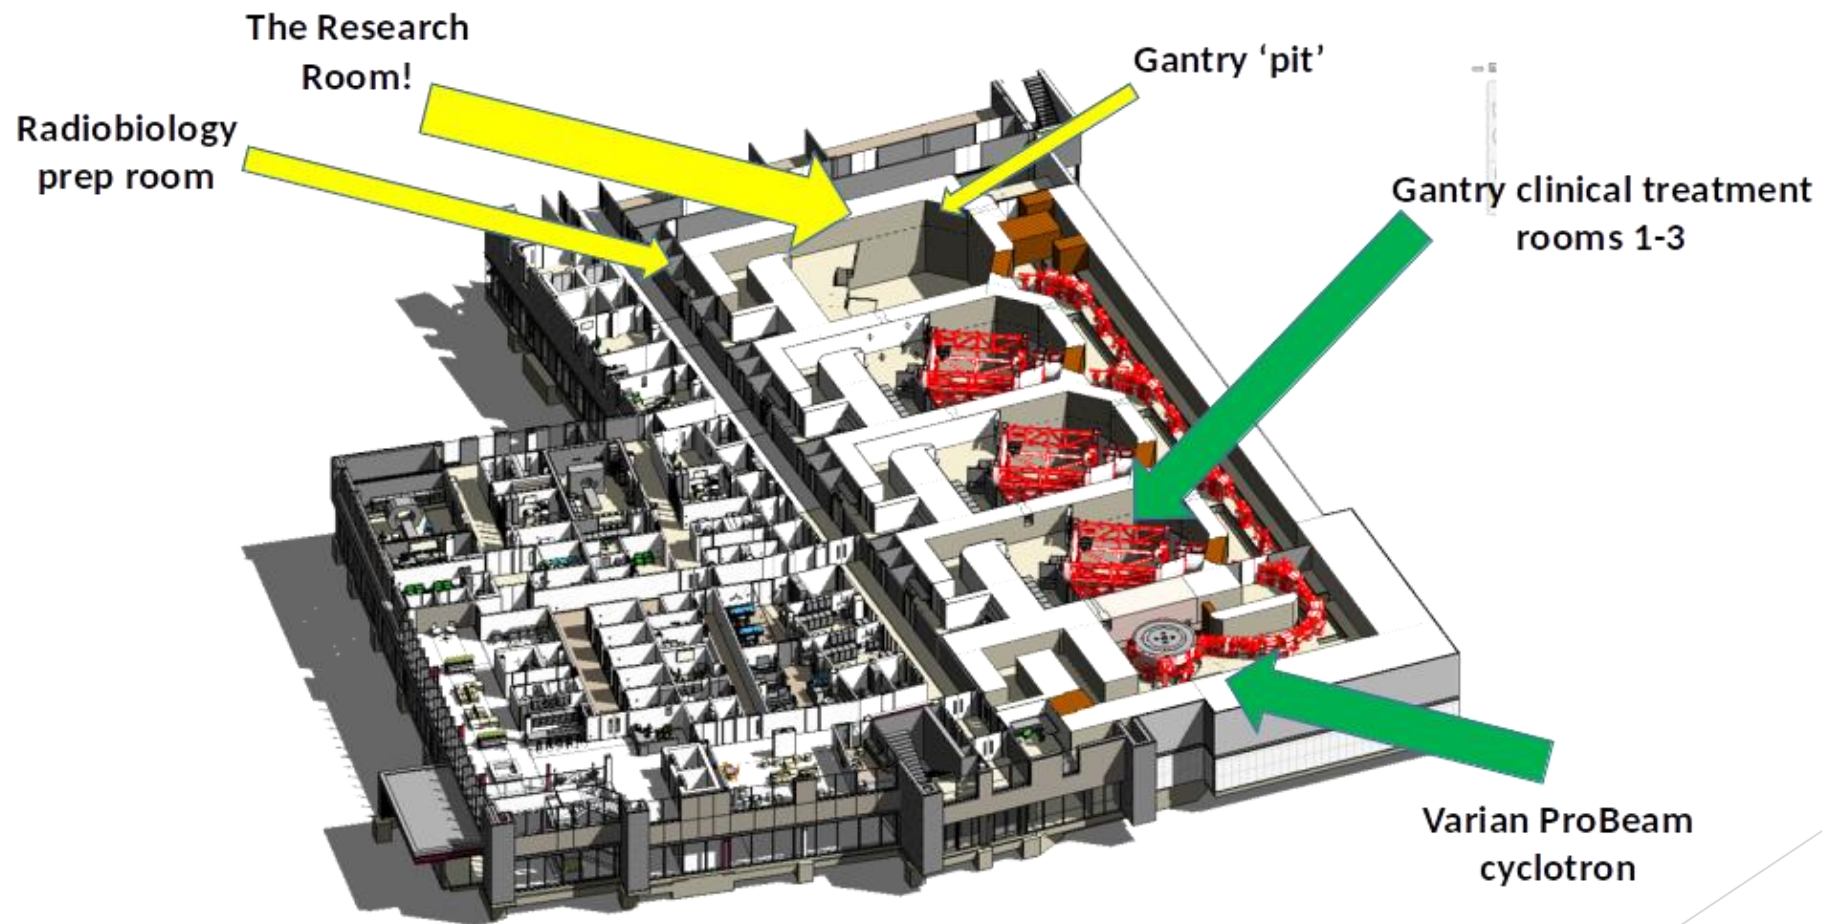 The Research
Room!
Gantry ‘pit’
Radiobiology
prep room
Gantry clinical treatment
rooms 1-3
Varian ProBeam
cyclotron